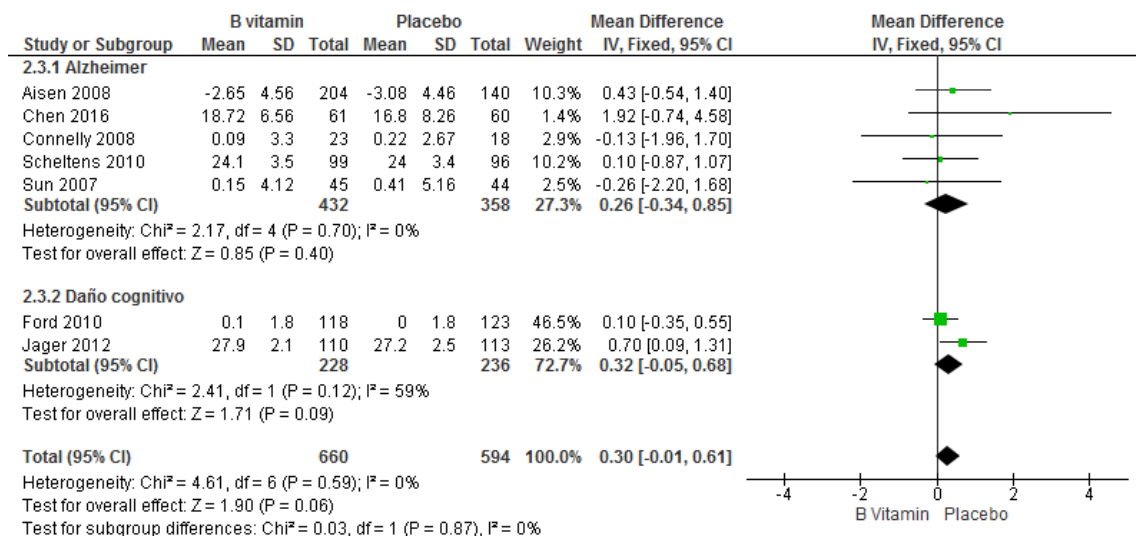 B vitamin Placebo Mean Difference Mean Difference
Study or Subgroup Mean SD Total Mean SD Total Weight IV, Fixed, 95% CI IV, Fixed, 95% CI
2.3.1 Alzheimer
Aisen 2008 -2.65 4.56 204 -3.08 4.46 140 10.3% 0.43 [-0.54, 1.40]
Chen 2016 18.72 6.56 61 16.8 8.26 60 1.4% 1.92 [-0.74, 4.58]
Connelly 2008 0.09 3.3 23 0.22 2.67 18 2.9% -0.13 [-1.96, 1.70]
Scheltens 2010 24.1 3.5 99 24 3.4 96 10.2% 0.10 [-0.87, 1.07]
Sun 2007 0.15 4.12 45 0.41 5.16 44 2.5% -0.26 [-2.20, 1.68]
Subtotal (95% CI) 432 358 27.3% 0.26 [-0.34, 0.85]
Heterogeneity: Chi² = 2.17, df = 4 (P = 0.70); I² = 0%
Test for overall effect: Z = 0.85 (P = 0.40)
2.3.2 Daño cognitivo
Ford 2010 0.1 1.8 118 0 1.8 123 46.5% 0.10 [-0.35, 0.55]
Jager 2012 27.9 2.1 110 27.2 2.5 113 26.2% 0.70 [0.09, 1.31]
Subtotal (95% CI) 228 236 72.7% 0.32 [-0.05, 0.68]
Heterogeneity: Chi² = 2.41, df = 1 (P = 0.12); I² = 59%
Test for overall effect: Z = 1.71 (P = 0.09)
Total (95% CI) 660 594 100.0% 0.30 [-0.01, 0.61]
Heterogeneity: Chi² = 4.61, df = 6 (P = 0.59); I² = 0%
Test for overall effect: Z = 1.90 (P = 0.06)
Test for subgroup differences: Chi² = 0.03, df = 1 (P = 0.87), I² = 0%
-4 -2 0 2 4
B Vitamin Placebo